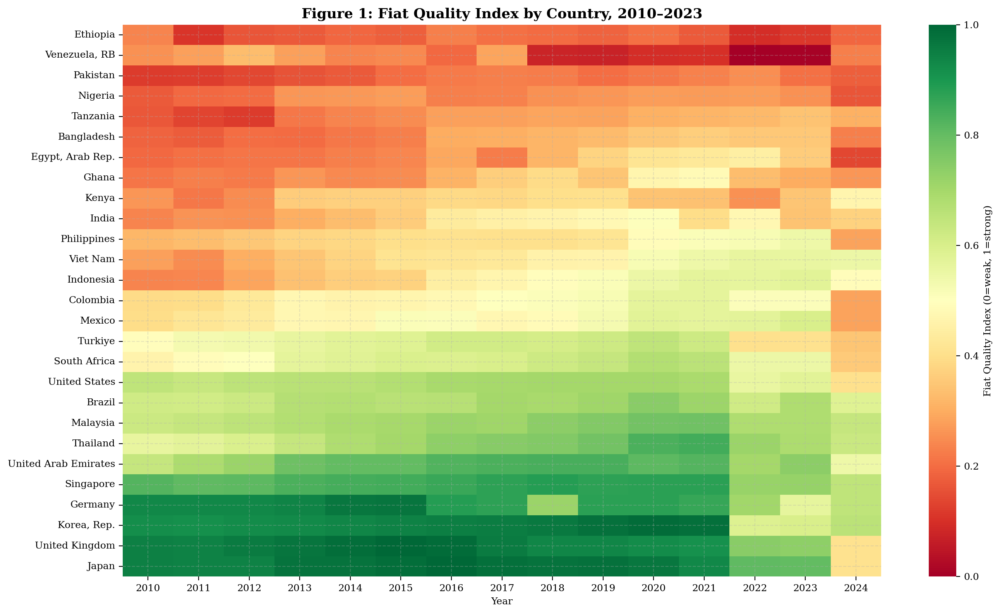 Figure 1: Fiat Quality Index by Country, 2010–2023
Ethiopia
Venezuela, RB
Pakistan
Nigeria
Tanzania
Bangladesh
Egypt, Arab Rep.
Ghana
Kenya
India
Philippines
Viet Nam
Indonesia
Colombia
Mexico
Turkiye
South Africa
United States
Brazil
Malaysia
Thailand
United Arab Emirates
Singapore
Germany
Korea, Rep.
United Kingdom
Japan
2010 2011 2012 2013 2014 2015 2016 2017 2018 2019 2020 2021 2022 2023 2024
Year
1.0
0.8
0.6
0.4
0.2
0.0
Fiat Quality Index (0=weak, 1=strong)